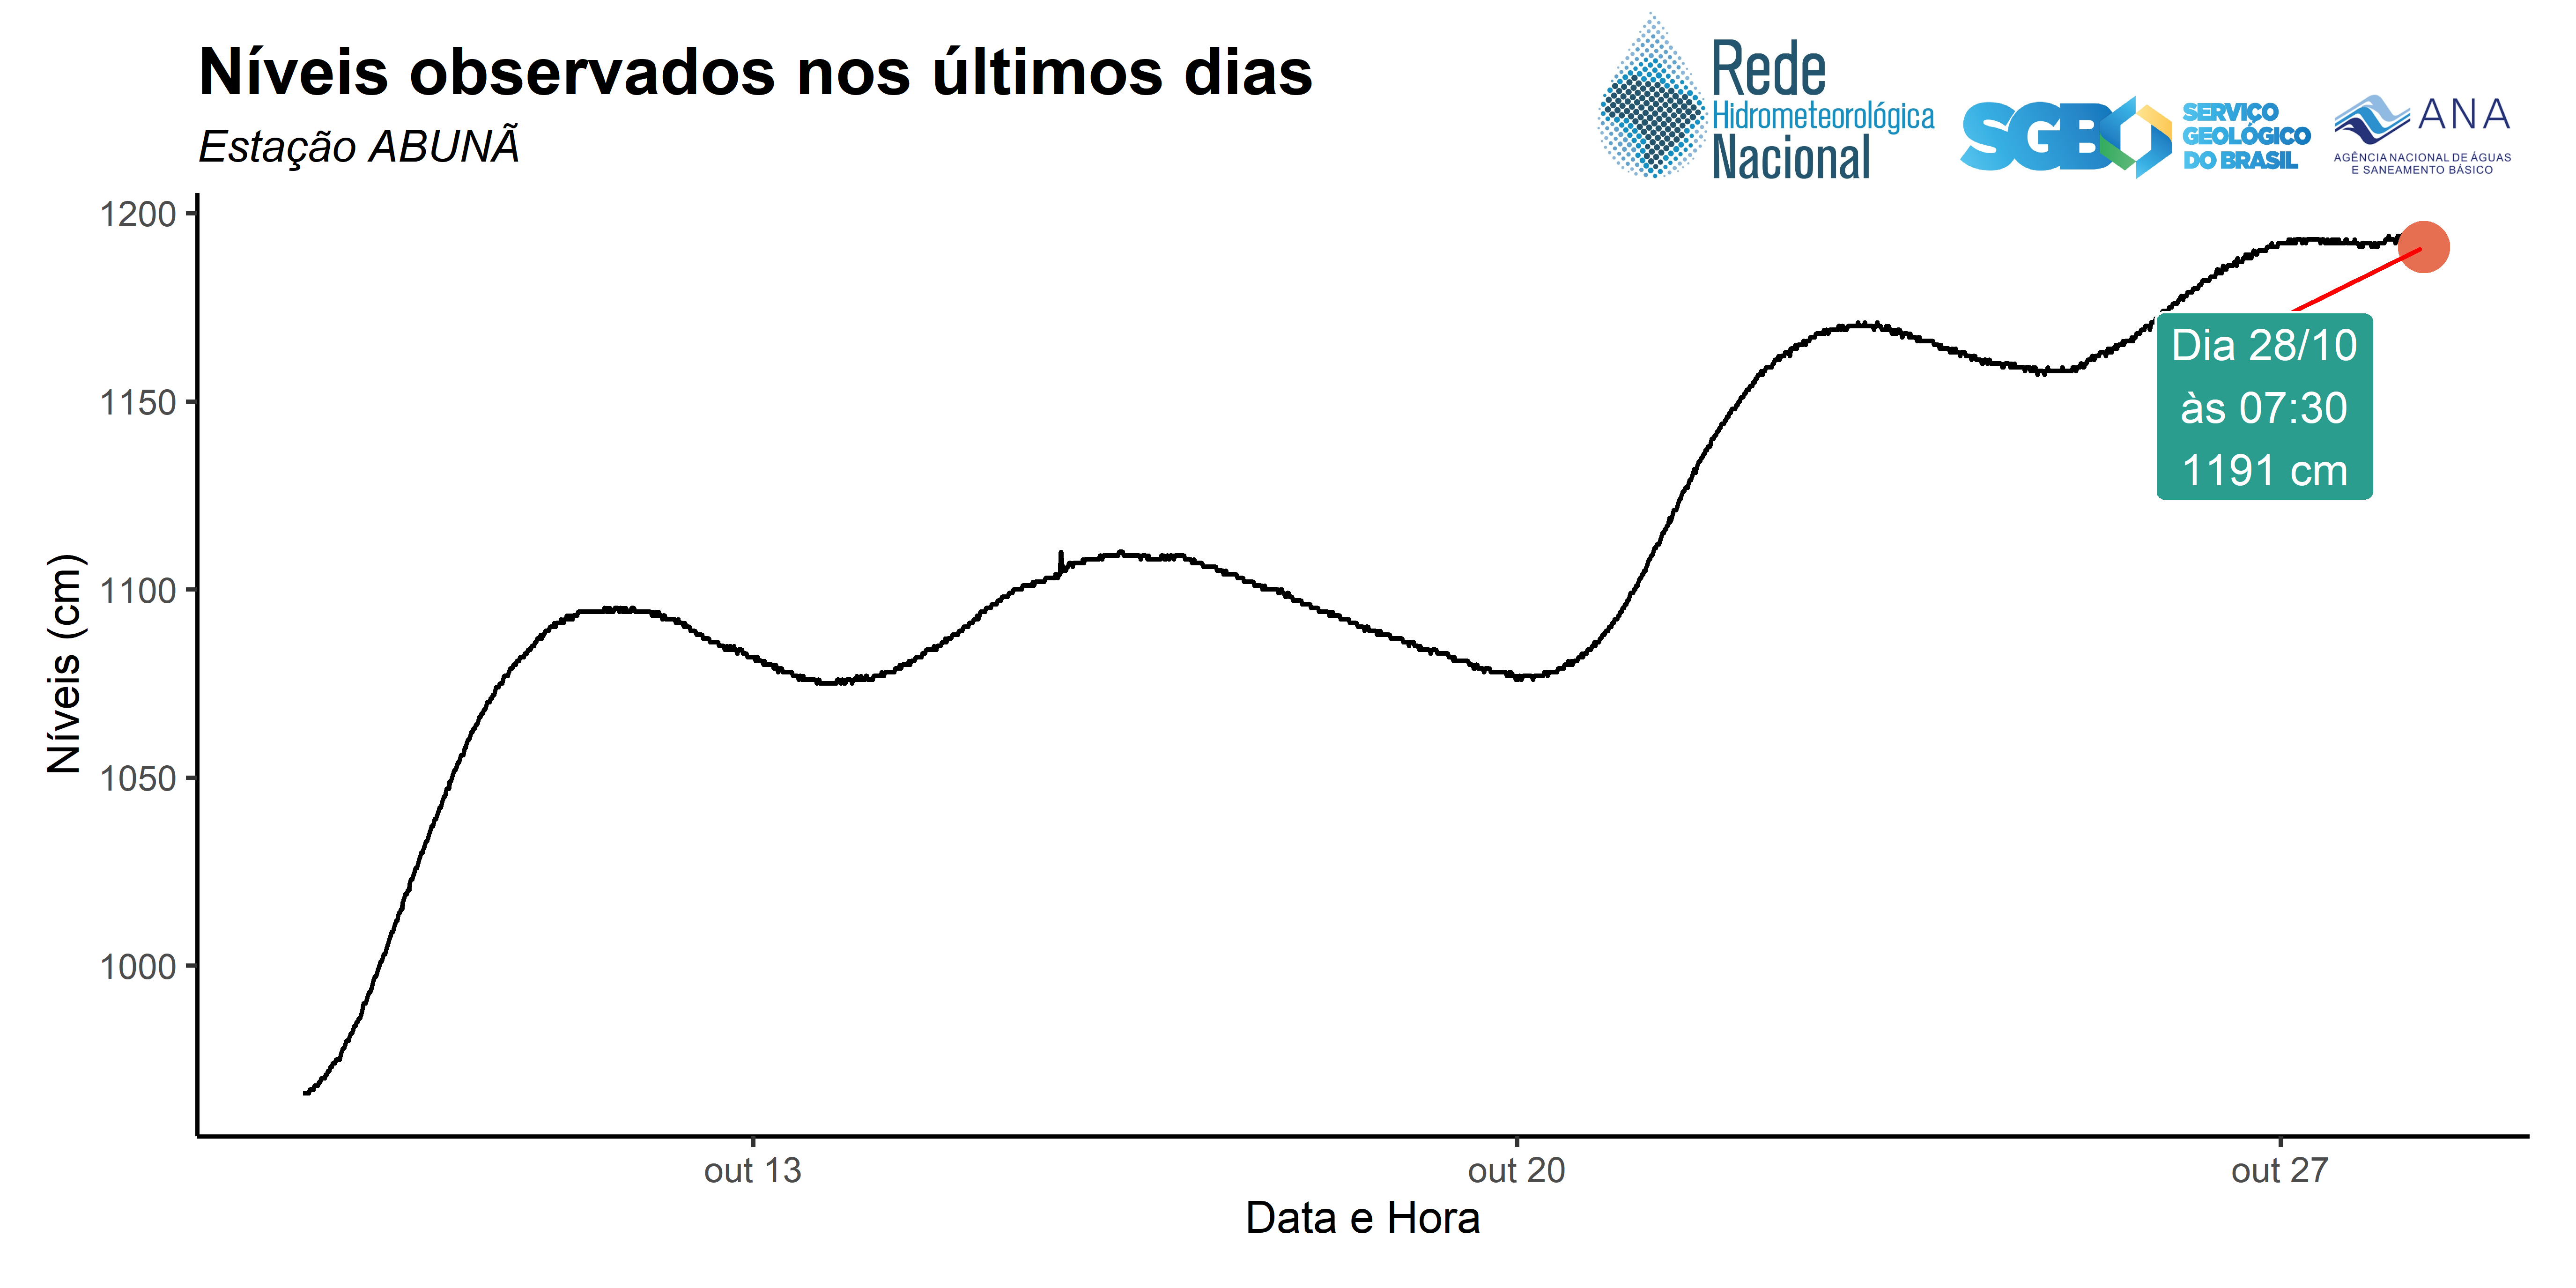 Níveis observados nos últimos dias
Estação ABUNÃ
Rede
Hidrometeorológica
Nacional
SGB
SERVIÇO
GEOLÓGICO
DO BRASIL
ANA
AGÊNCIA NACIONAL DE ÁGUAS
E SANEAMENTO BÁSICO
Níveis (cm)
1200
1150
1100
1050
1000
Dia 28/10
às 07:30
1191 cm
out 13
out 20
out 27
Data e Hora